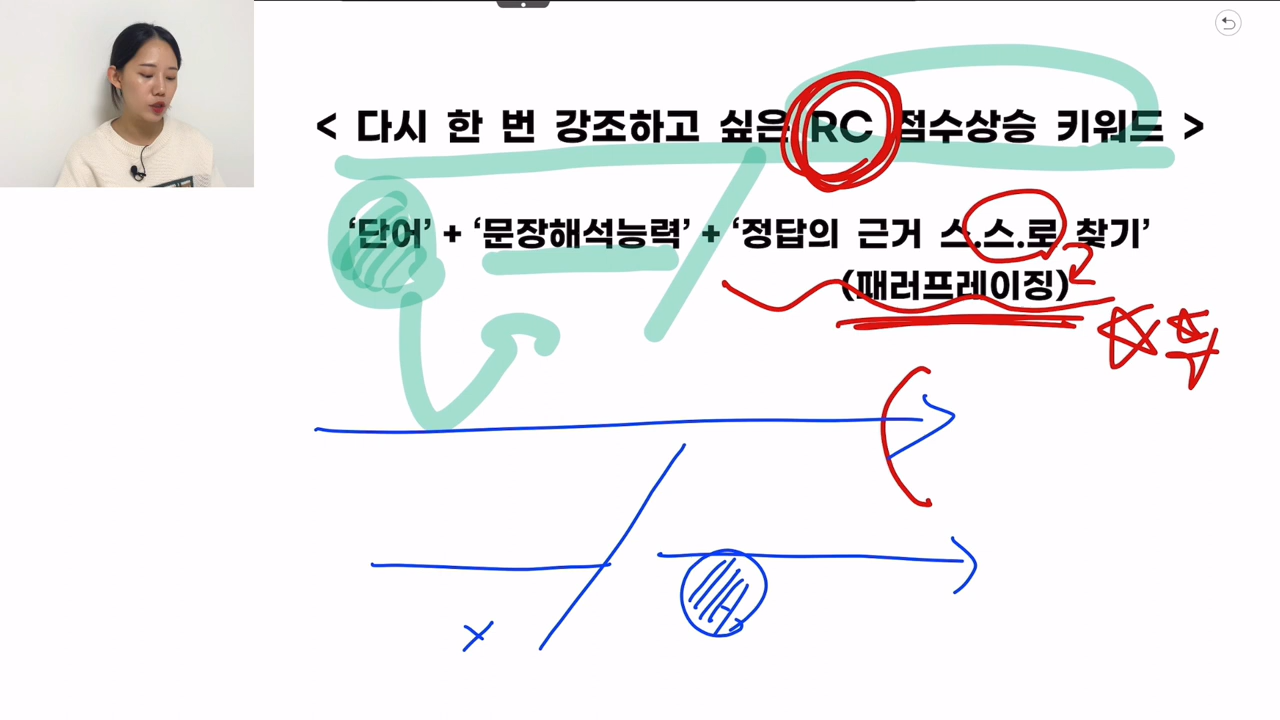 < 다시 한 번 강조하고 싶은 RC 점수상승 키워드 >
‘단어’ + ‘문장해석능력’ + ‘정답의 근거 스.스.로 찾기’
(패러프레이징)